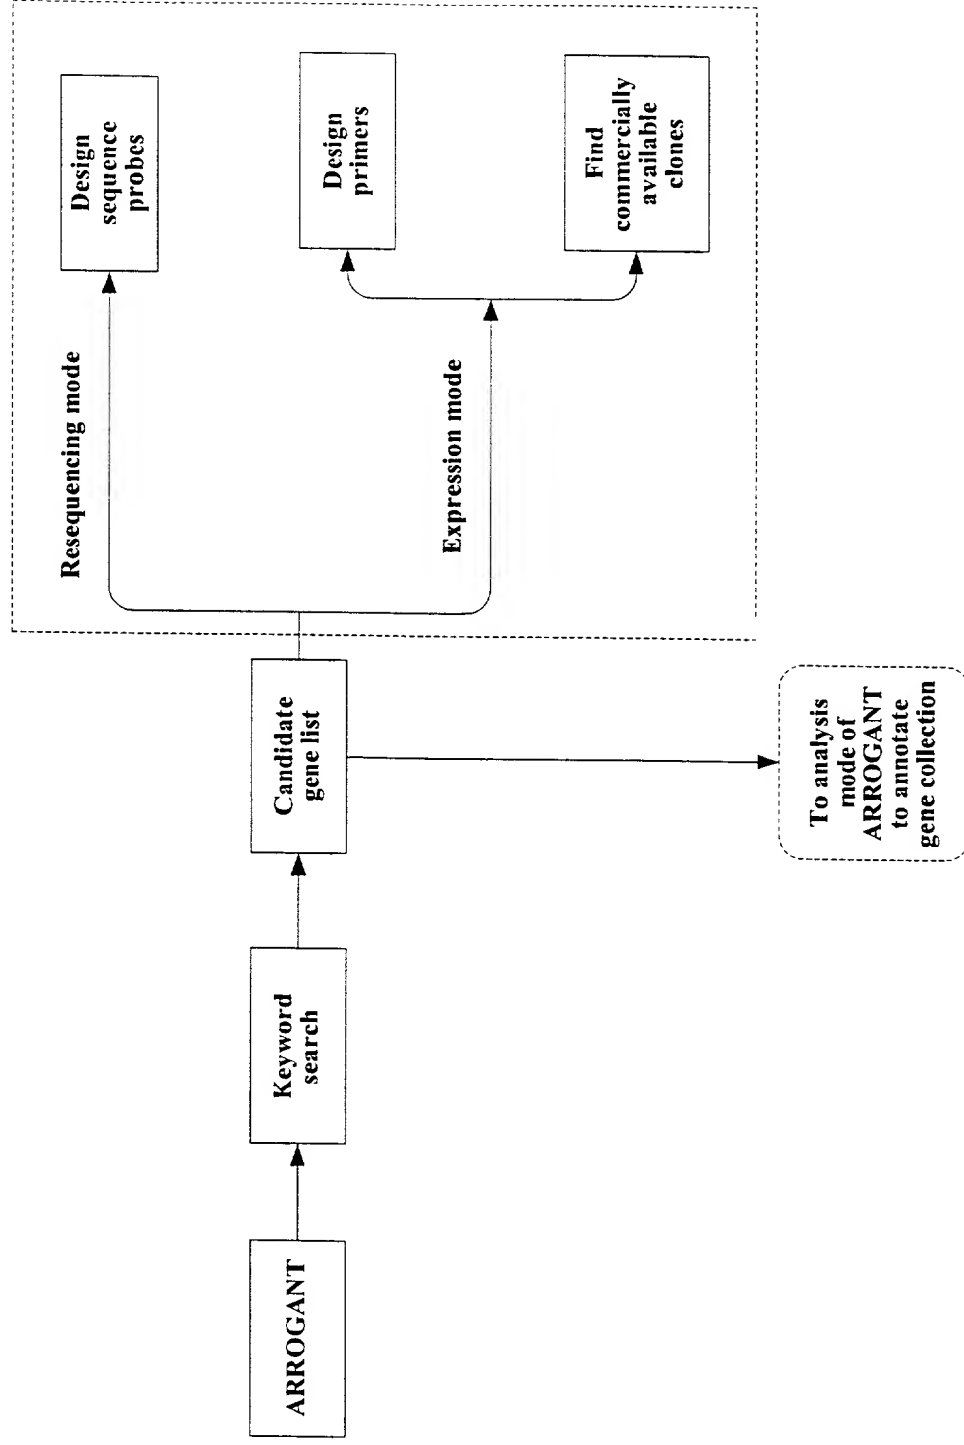 ARROGANT
Keyword
search
Candidate
gene list
Resequencing mode
Design
sequence
probes
Expression mode
Design
primers
Find
commercially
available
clones
To analysis
mode of
ARROGANT
to annotate
gene collection